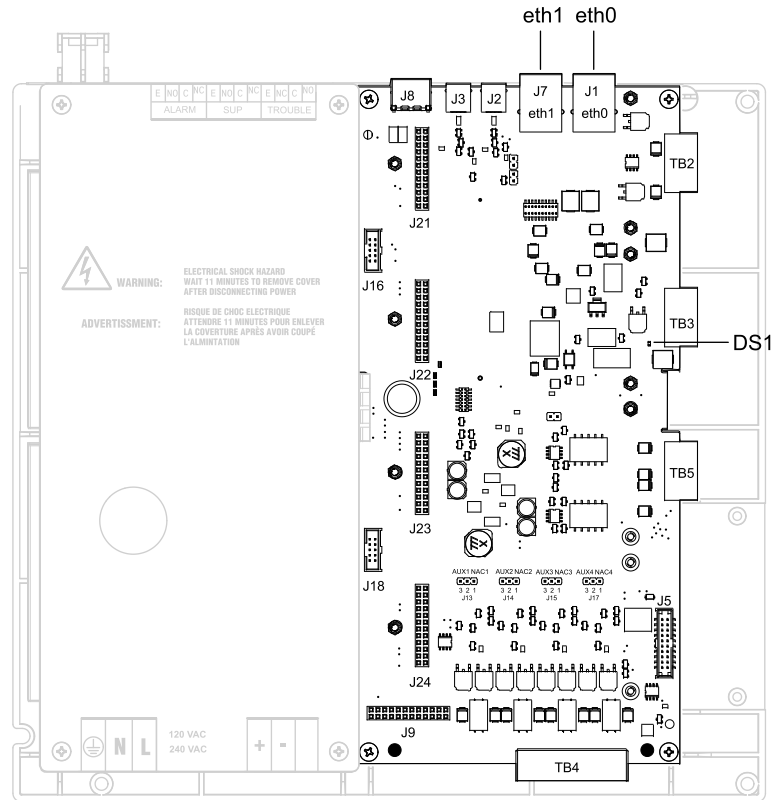 eth1 eth0
E NO C NC E NO C NC E NC C NO
ALARM SUP TROUBLE
J8 J3 J2 J7 eth1 J1 eth0
TB2
J21
J16
WARNING: ELECTRICAL SHOCK HAZARD
WAIT 11 MINUTES TO REMOVE COVER
AFTER DISCONNECTING POWER
ADVERTISSMENT: RISQUE DE CHOC ELECTRIQUE
ATTENDRE 11 MINUTES POUR ENLEVER
LA COVERTURE APRÉS AVOIR COUPÉ
L'ALMINTATION
TB3
DS1
J22
TB5
J23
J18
AUX1 NAC1 AUX2 NAC2 AUX3 NAC3 AUX4 NAC4
3 2 1 3 2 1 3 2 1 3 2 1
J13 J14 J15 J17
J5
J24
J9
N L 120 VAC
240 VAC
+ -
TB4